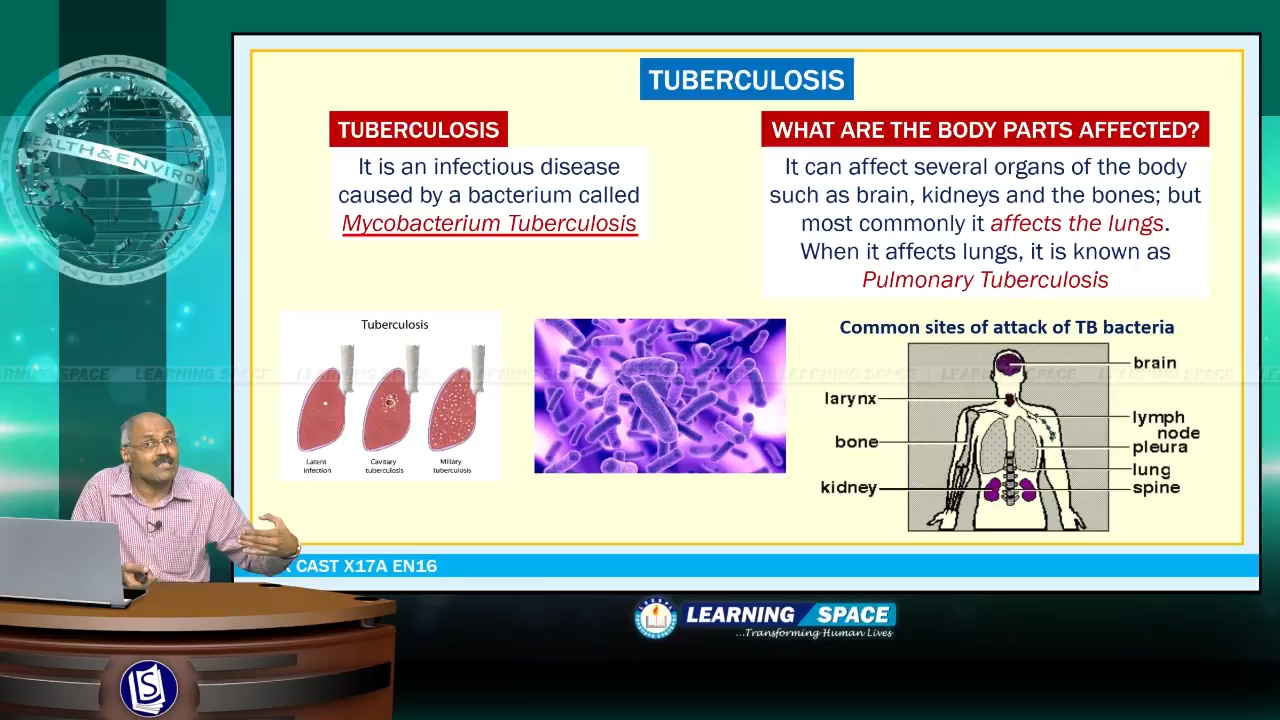 TUBERCULOSIS
TUBERCULOSIS
It is an infectious disease
caused by a bacterium called
Mycobacterium Tuberculosis
WHAT ARE THE BODY PARTS AFFECTED?
It can affect several organs of the body
such as brain, kidneys and the bones; but
most commonly it affects the lungs.
When it affects lungs, it is known as
Pulmonary Tuberculosis
Tuberculosis
Latent
infection
Cavitary
tuberculosis
Miliary
tuberculosis
Common sites of attack of TB bacteria
brain
larynx
lymph
node
bone
pleura
lung
kidney
spine
HEALTH & ENVIRON
LEARNING SPACE
CAST X17A EN16
LEARNING SPACE
...Transforming Human Lives
LS